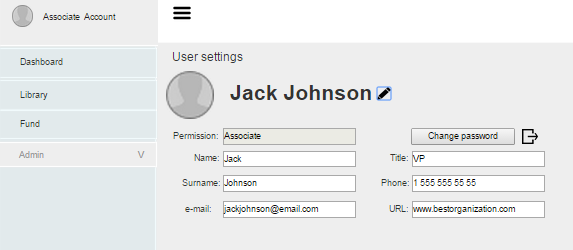 Associate Account
Dashboard
Library
Fund
Admin V
User settings
Jack Johnson
Permission: Associate
Change password
Name: Jack
Title: VP
Surname: Johnson
Phone: 1 555 555 55 55
e-mail: jackjohnson@email.com
URL: www.bestorganization.com